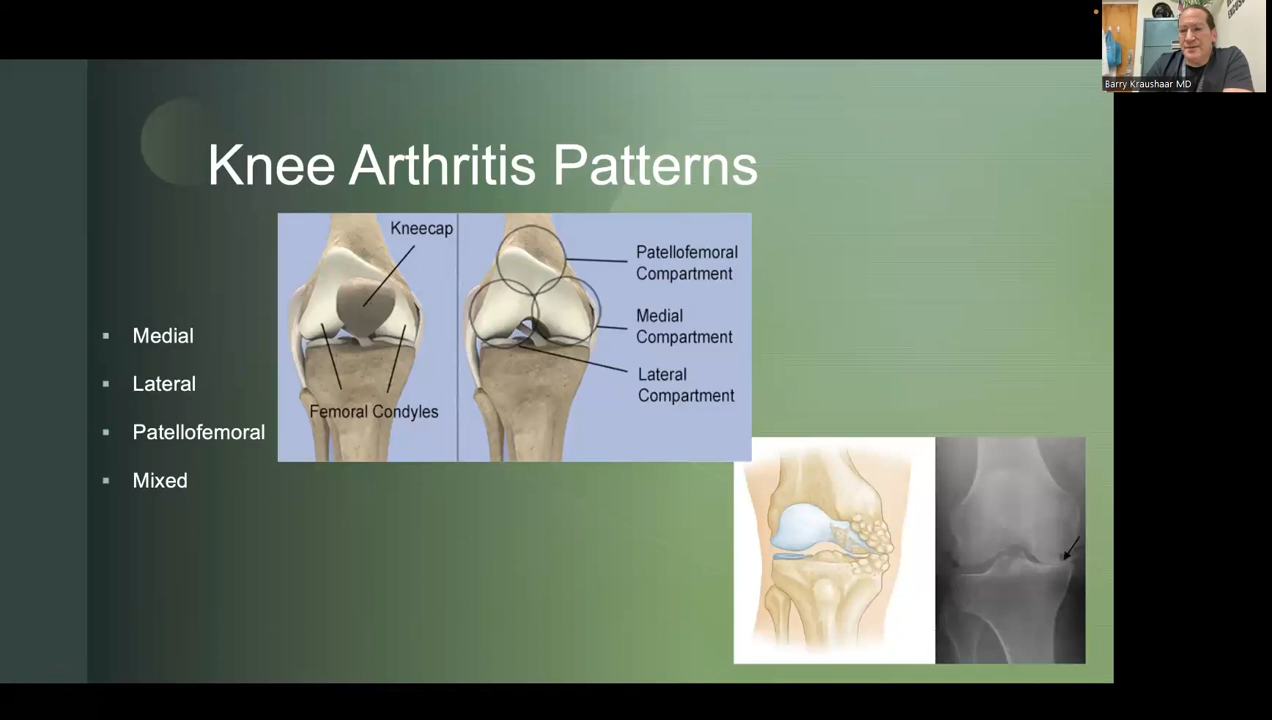 Barry Kraushaar MD
Knee Arthritis Patterns
Medial
Lateral
Patellofemoral
Mixed
Kneecap
Femoral Condyles
Patellofemoral
Compartment
Medial
Compartment
Lateral
Compartment